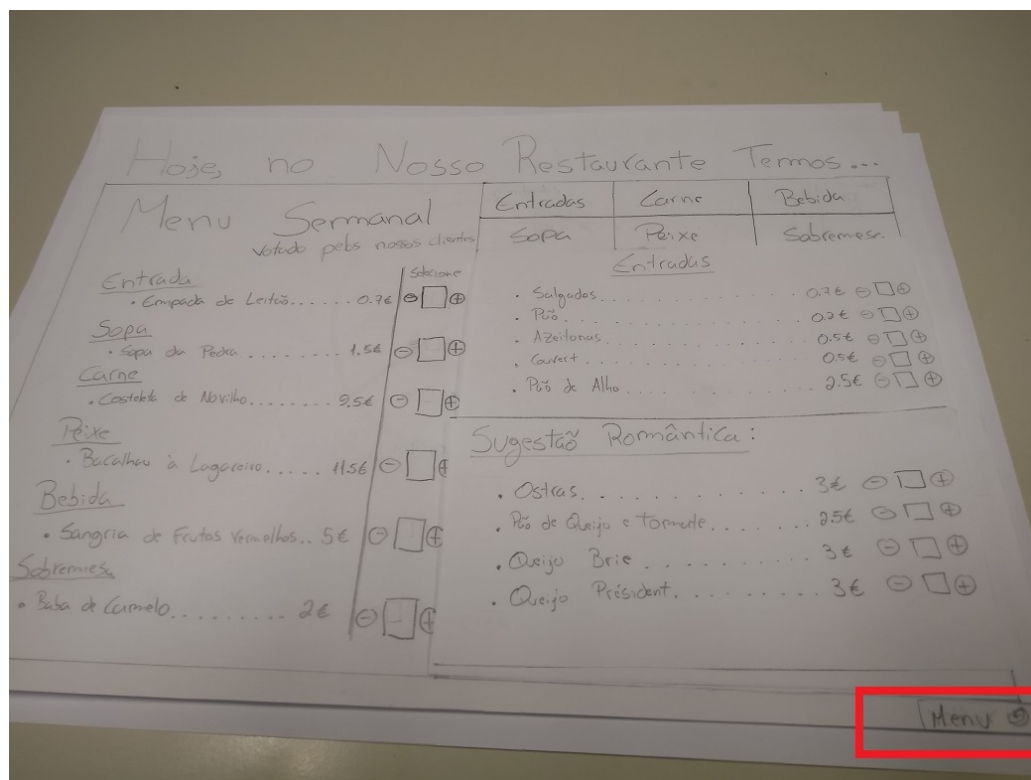 Hoje, no Nosso Restaurante Temos...
Menu Semanal
votado pelos nossos clientes
Selecione
Entrada
• Empada de Leitão...... 0.7€
Sopa
• Sopa da Pedra ......... 1.5€
Carne
• Costeleta de Novilho........ 9.5€
Peixe
• Bacalhau à Lagareiro..... 11.5€
Bebida
• Sangria de Frutos Vermelhos.. 5€
Sobremesa
• Baba de Camelo......... 2€
Entradas Carne Bebida
Sopa Peixe Sobremesa
Entradas
• Salgados. 0.7€
• Pão 0.2€
• Azeitonas 0.5€
• Couvert 0.5€
• Pão de Alho 2.5€
Sugestão Romântica:
• Ostras. 3€
• Pão de Queijo e Tomate. 2.5€
• Queijo Brie 3€
• Queijo Président. 3€
Menu